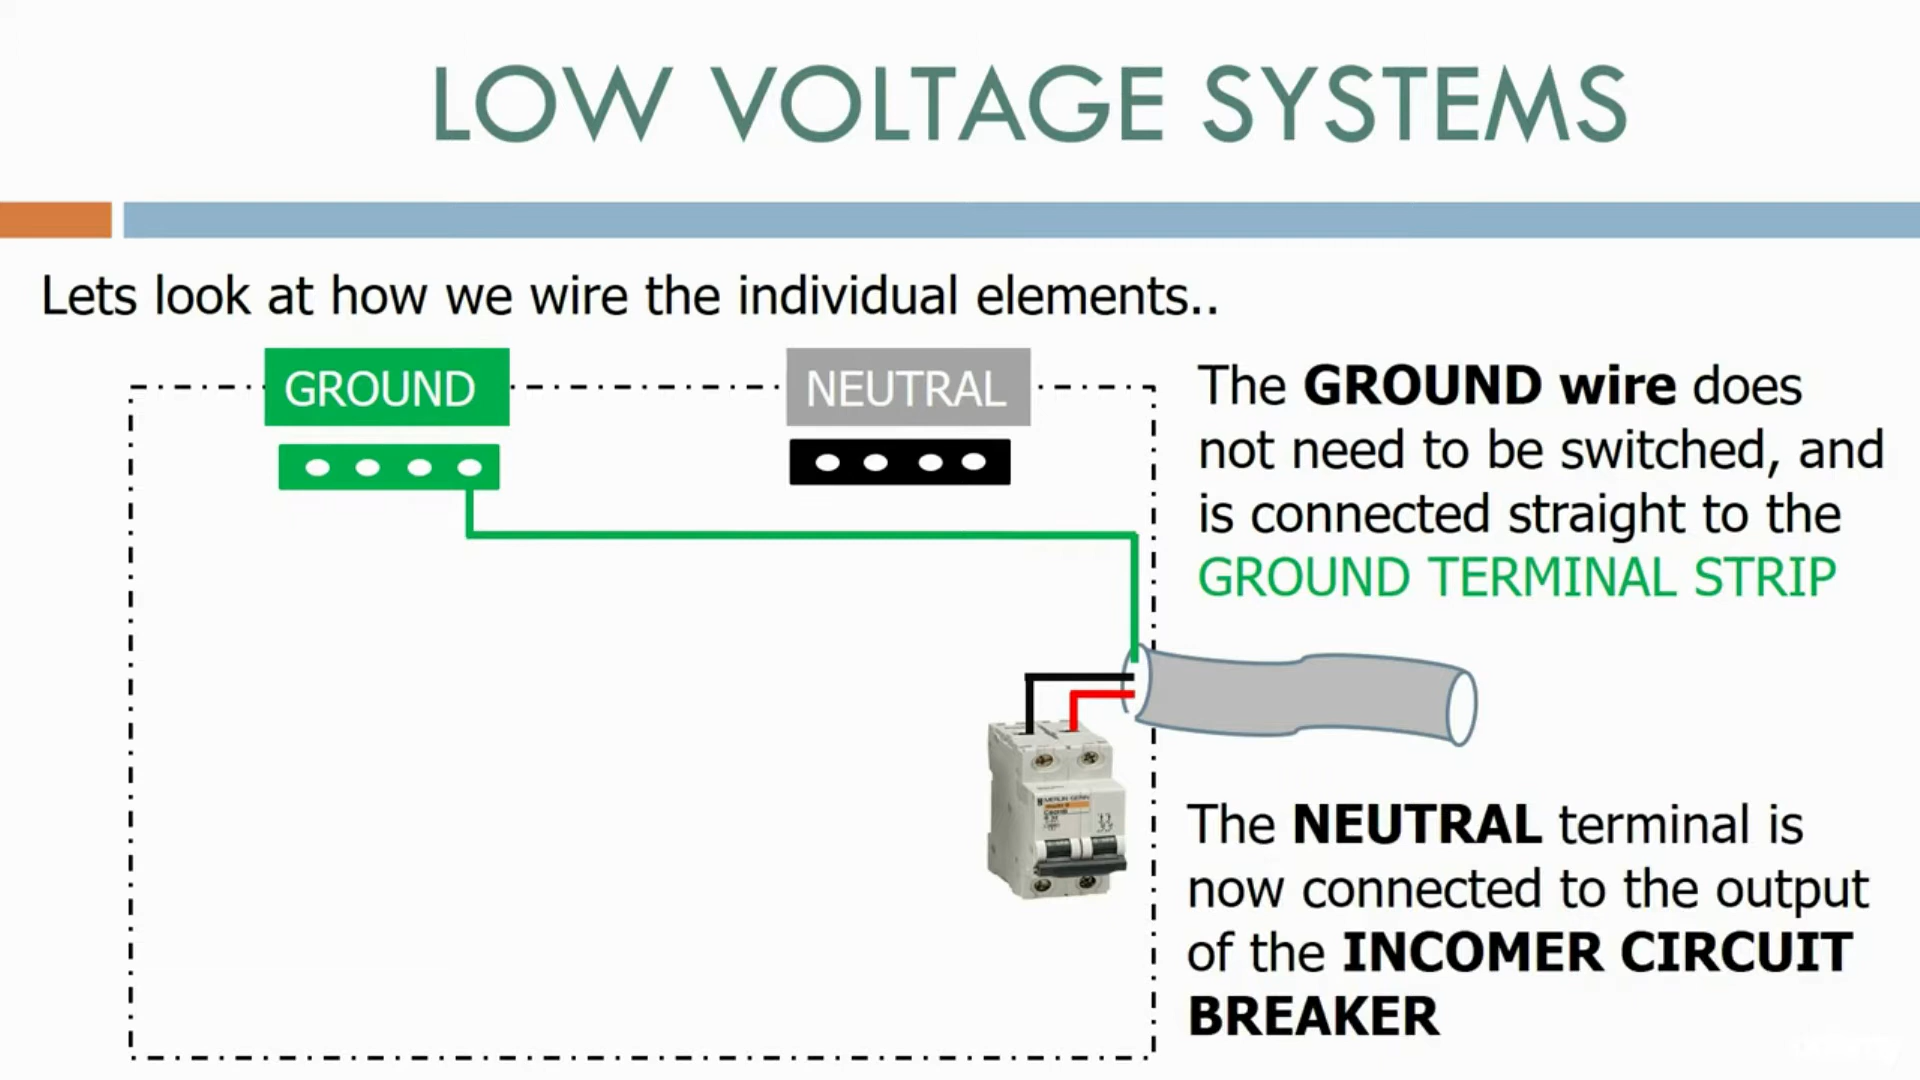 LOW VOLTAGE SYSTEMS
Lets look at how we wire the individual elements..
GROUND
NEUTRAL
The GROUND wire does
not need to be switched, and
is connected straight to the
GROUND TERMINAL STRIP
MERLIN GERIN
The NEUTRAL terminal is
now connected to the output
of the INCOMER CIRCUIT
BREAKER